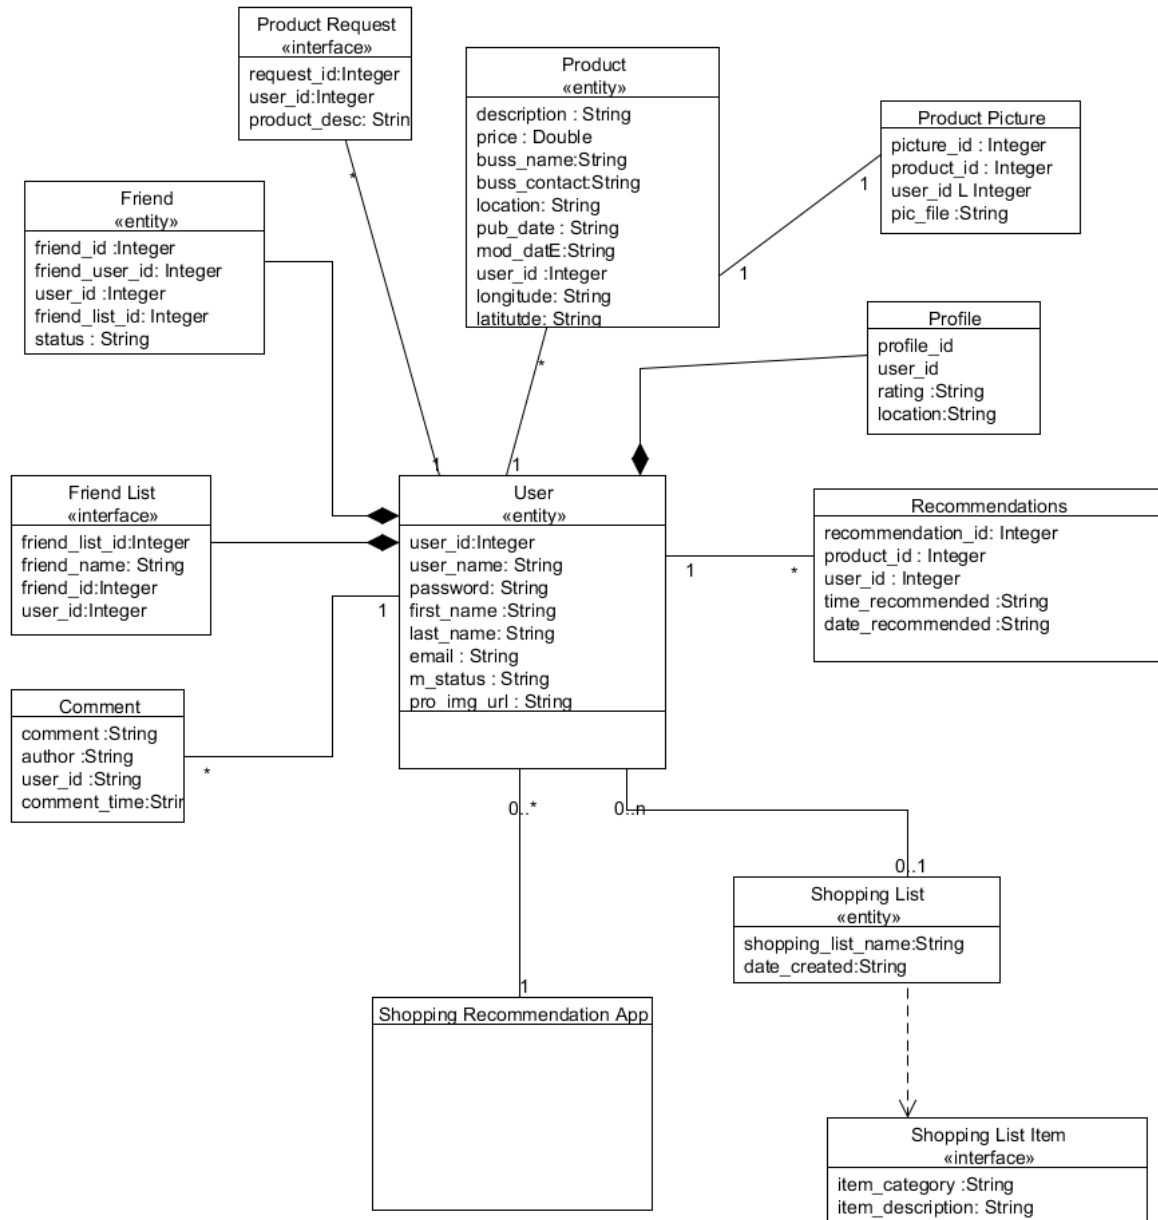 Product Request
«interface»
request_id:Integer
user_id:Integer
product_desc: Strin
Product
«entity»
description : String
price : Double
buss_name:String
buss_contact:String
location: String
pub_date : String
mod_datE:String
user_id :Integer
longitude: String
latitutde: String
Product Picture
picture_id : Integer
product_id : Integer
user_id L Integer
pic_file :String
Friend
«entity»
friend_id :Integer
friend_user_id: Integer
user_id :Integer
friend_list_id: Integer
status : String
Profile
profile_id
user_id
rating :String
location:String
*
1
1
*
1
1
Friend List
«interface»
friend_list_id:Integer
friend_name: String
friend_id:Integer
user_id:Integer
User
«entity»
user_id:Integer
user_name: String
password: String
first_name :String
last_name: String
email : String
m_status : String
pro_img_url : String
Recommendations
recommendation_id: Integer
product_id : Integer
user_id : Integer
time_recommended :String
date_recommended :String
1
*
1
*
Comment
comment :String
author :String
user_id :String
comment_time:Strin
0..*
0..n
0..1
1
Shopping List
«entity»
shopping_list_name:String
date_created:String
Shopping Recommendation App
Shopping List Item
«interface»
item_category :String
item_description: String